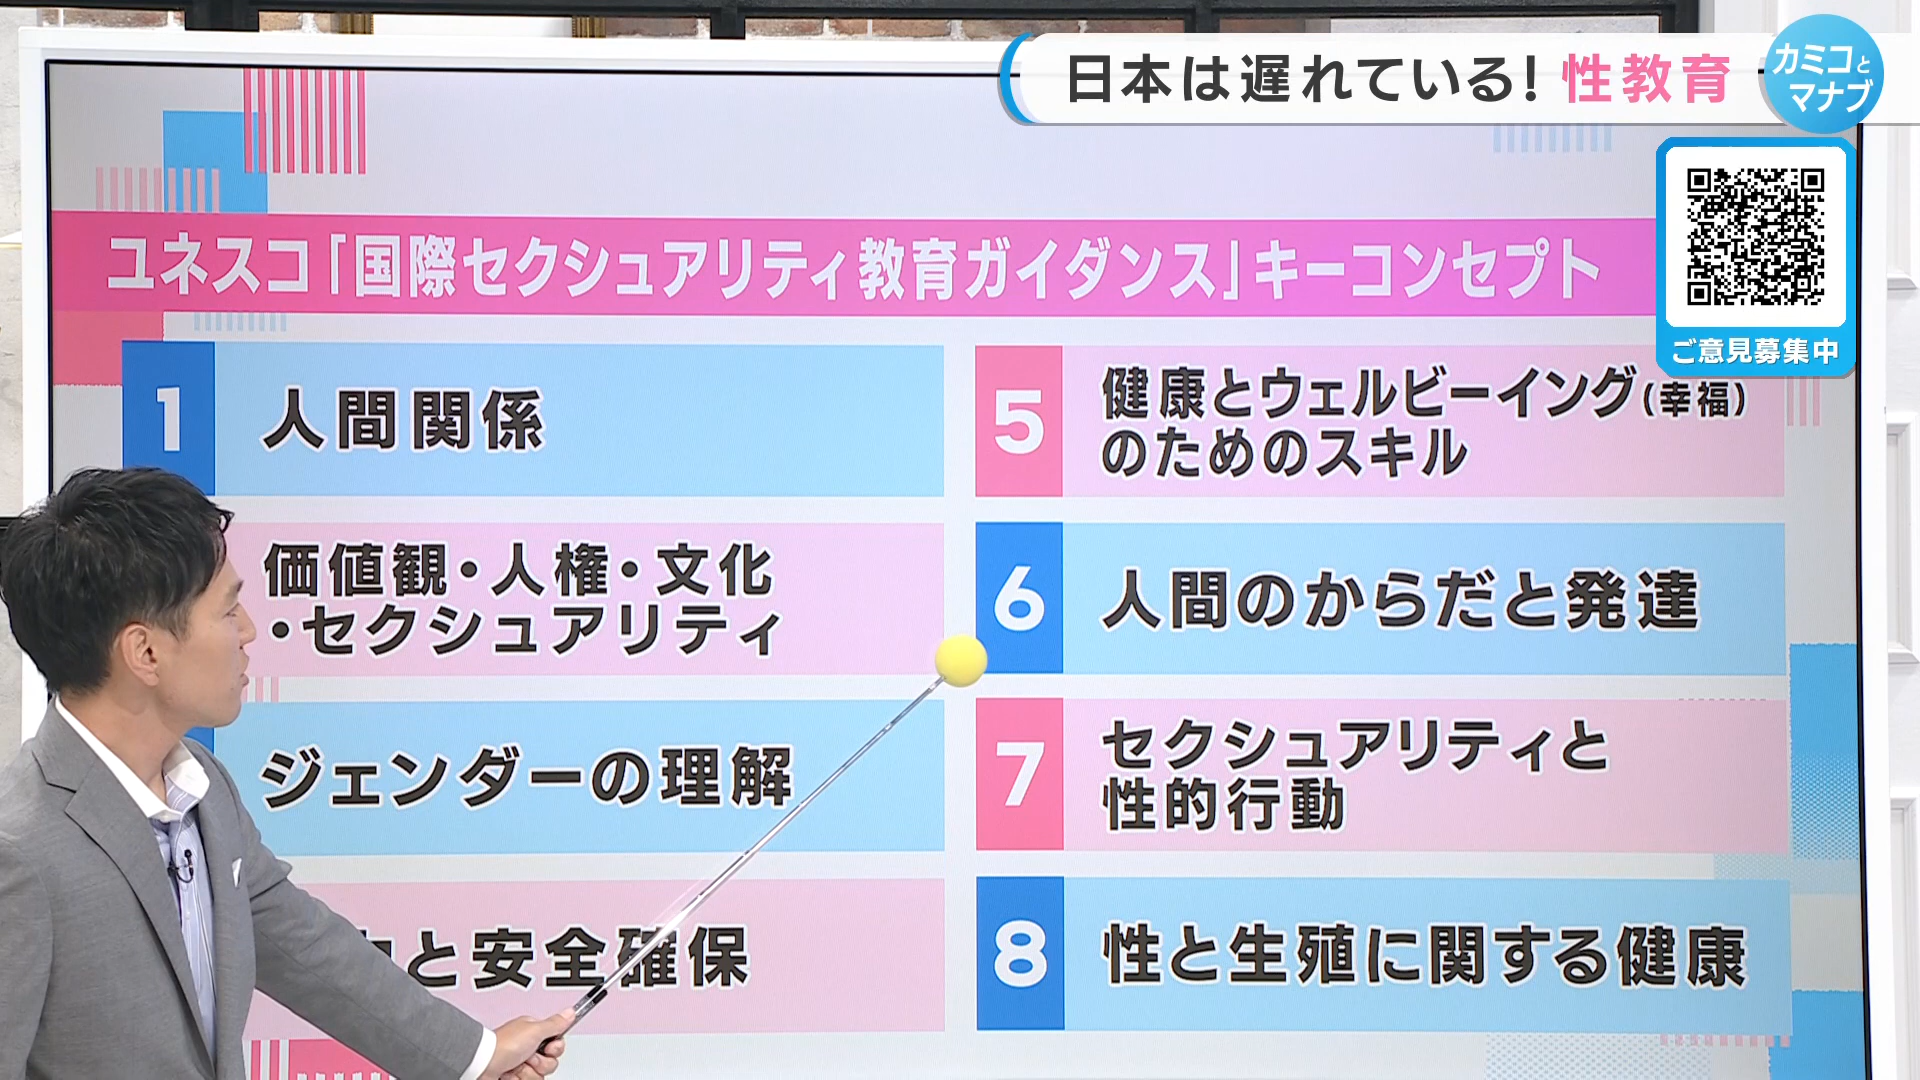 日本は遅れている！性教育
カミコと
マナブ
ご意見募集中
ユネスコ「国際セクシュアリティ教育ガイダンス」キーコンセプト
1
人間関係
価値観・人権・文化
・セクシュアリティ
ジェンダーの理解
と安全確保
5
健康とウェルビーイング(幸福)
のためのスキル
6
人間のからだと発達
7
セクシュアリティと
性的行動
8
性と生殖に関する健康